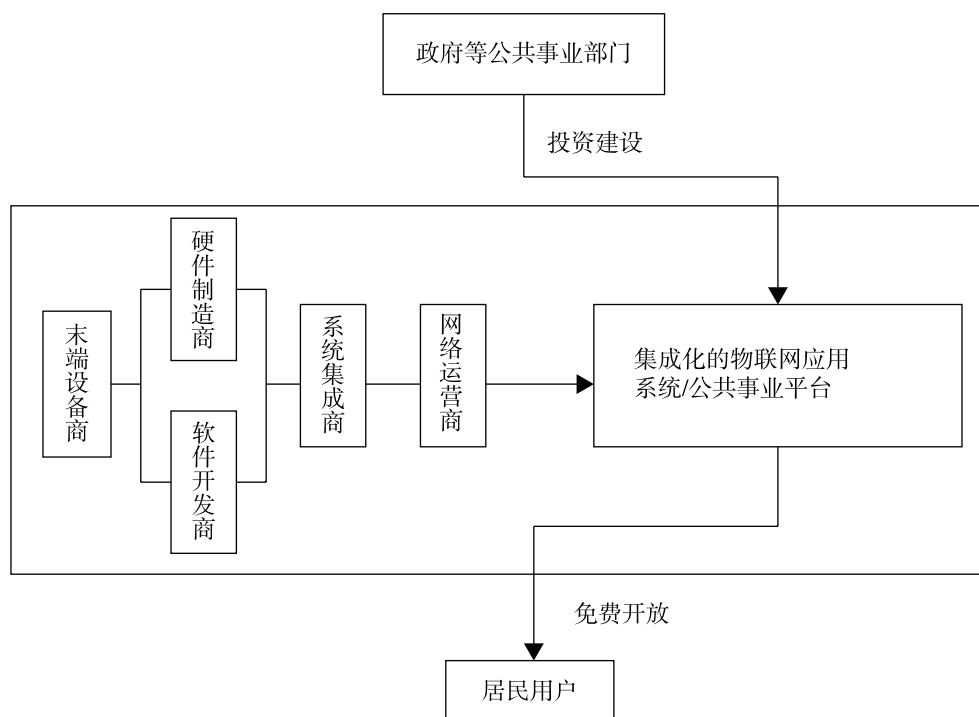 政府等公共事业部门
投资建设
硬件制造商
末端设备商
软件开发商
系统集成商
网络运营商
集成化的物联网应用
系统/公共事业平台
免费开放
居民用户